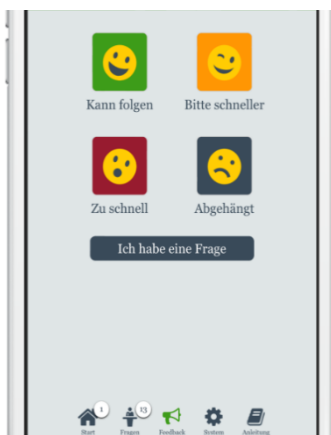 Kann folgen
Bitte schneller
Zu schnell
Abgehängt
Ich habe eine Frage
1
13
Start
Fragen
Feedback
System
Anleitung